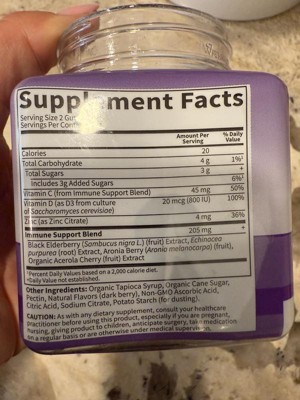 Supplement Facts
Serving Size 2 Gu
Servings Per Cont
Amount Per Serving
% Daily Value
Calories 20
Total Carbohydrate 4 g 1%¹
Total Sugars 3 g +
includes 3g Added Sugars 6%¹
Vitamin C (from Immune Support Blend) 45 mg 50%
Vitamin D (as D3 from culture 20 mcg (800 IU) 100%
of Saccharomyces cerevisiae)
Zinc (as Zinc Citrate) 4 mg 36%
Immune Support Blend 205 mg +
Black Elderberry (Sambucus nigra L.) (fruit) Extract, Echinacea
purpurea (root) Extract, Aronia Berry (Aronia melanocarpa) (fruit),
Organic Acerola Cherry (fruit) Extract
¹Percent Daily Values based on a 2,000 calorie diet.
+Daily Value not established.
Other Ingredients: Organic Tapioca Syrup, Organic Cane Sugar,
Pectin, Natural Flavors (dark berry), Non-GMO Ascorbic Acid,
Citric Acid, Sodium Citrate, Potato Starch (for dusting).
CAUTION: As with any dietary supplement, consult your healthcare
practitioner before using this product, especially if you are pregnant,
nursing, giving product to children, anticipate surgery, take medication
on a regular basis or are otherwise under medical supervision.